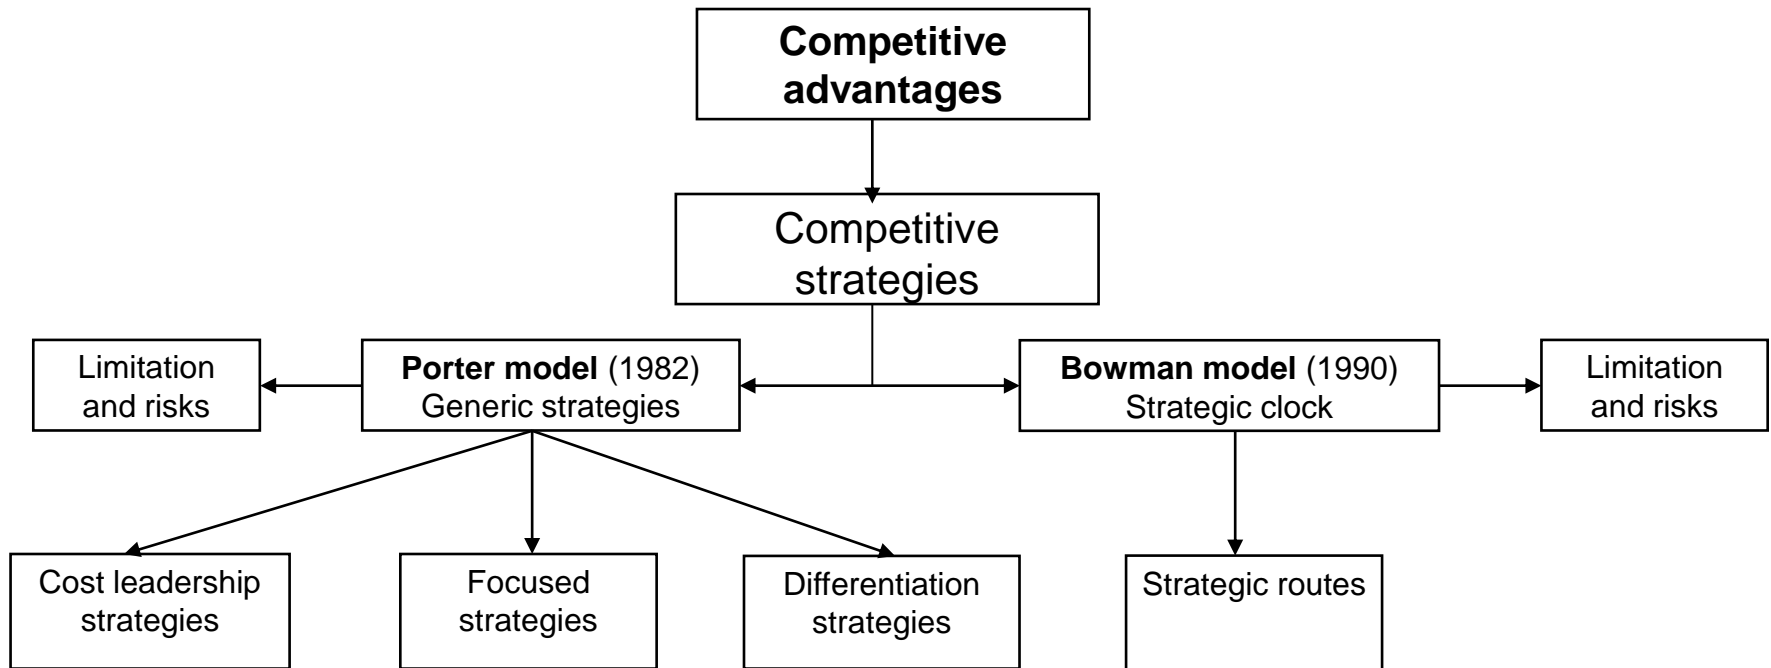 Competitive
advantages
Competitive
strategies
Limitation
and risks
Porter model (1982)
Generic strategies
Bowman model (1990)
Strategic clock
Limitation
and risks
Cost leadership
strategies
Focused
strategies
Differentiation
strategies
Strategic routes